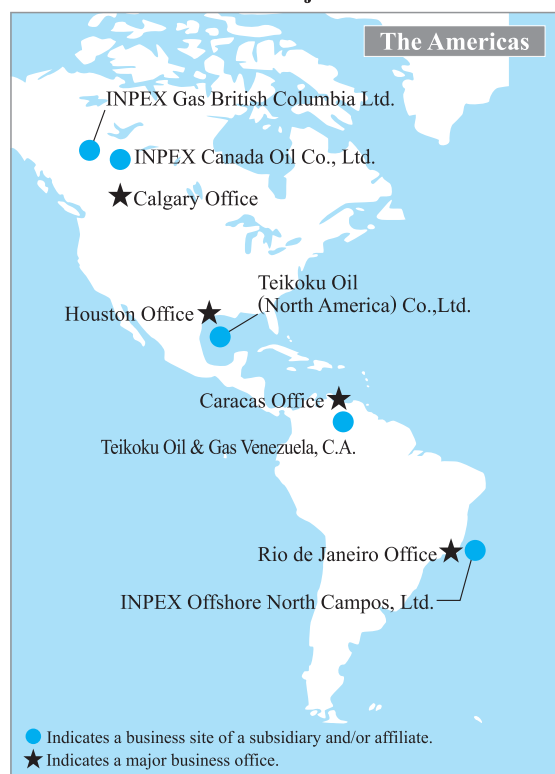 The Americas
INPEX Gas British Columbia Ltd.
INPEX Canada Oil Co., Ltd.
Calgary Office
Teikoku Oil
(North America) Co.,Ltd.
Houston Office
Caracas Office
Teikoku Oil & Gas Venezuela, C.A.
Rio de Janeiro Office
INPEX Offshore North Campos, Ltd.
Indicates a business site of a subsidiary and/or affiliate.
Indicates a major business office.